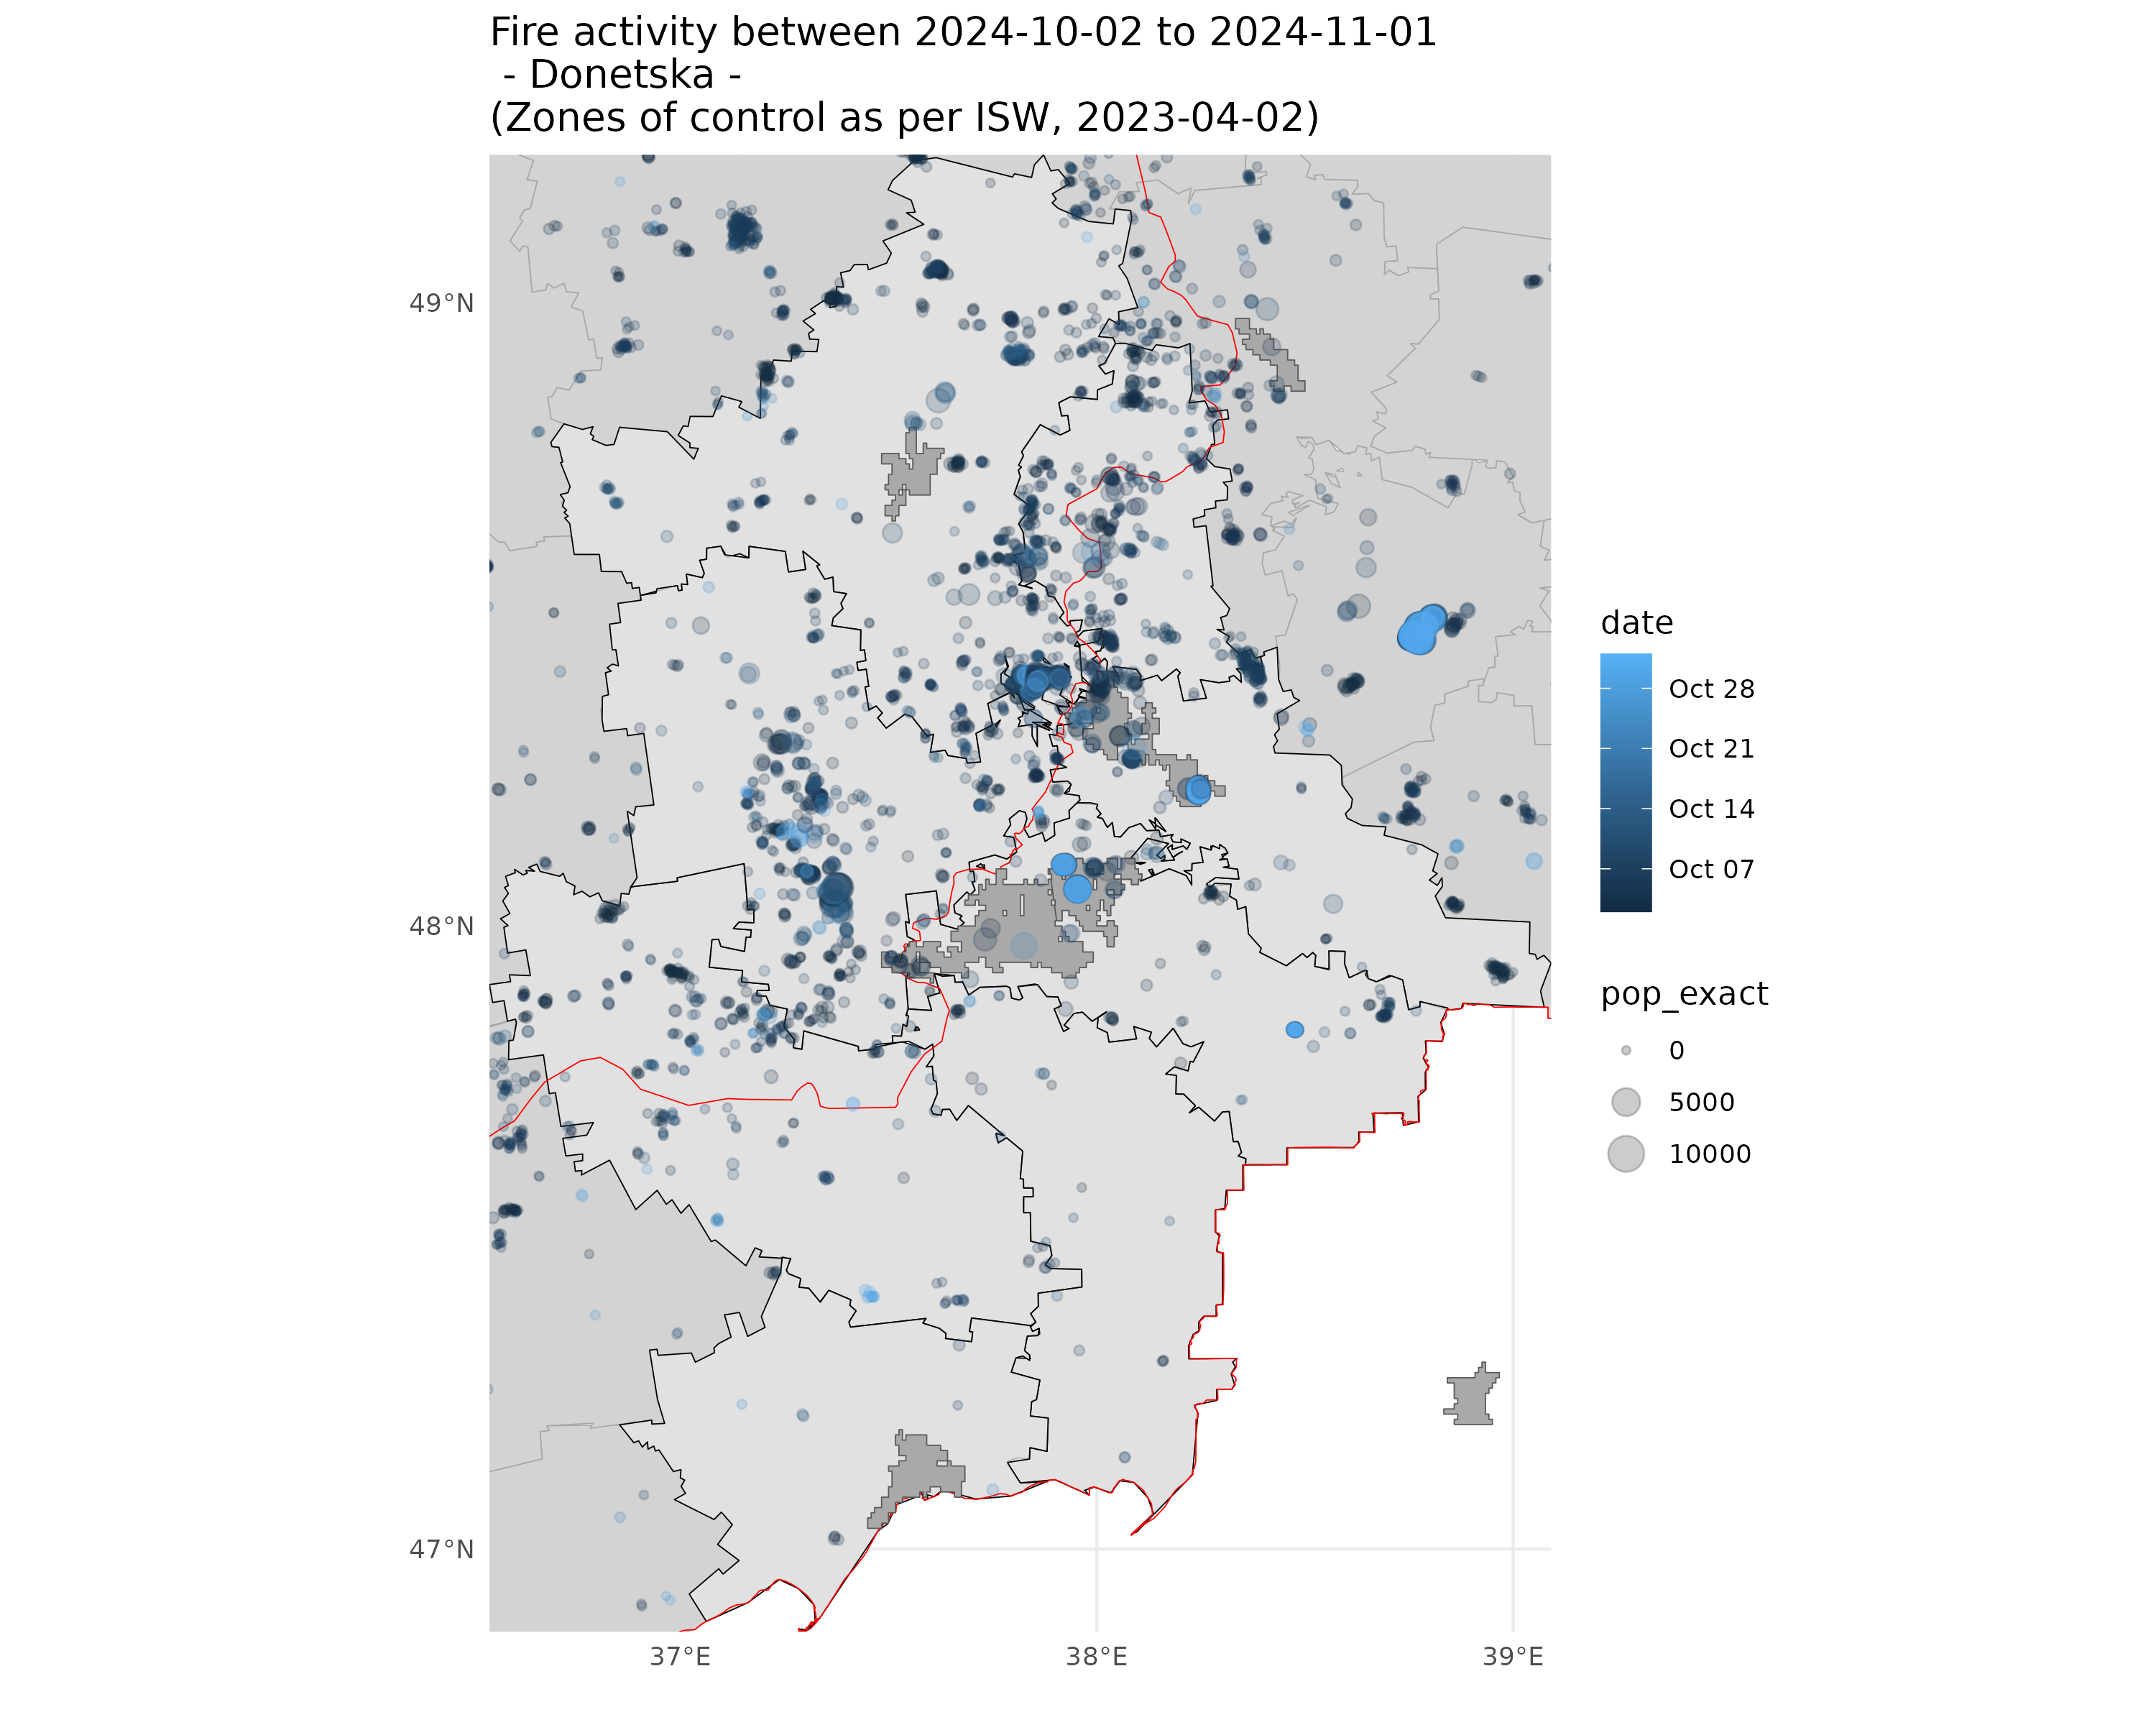 Fire activity between 2024-10-02 to 2024-11-01
- Donetska -
(Zones of control as per ISW, 2023-04-02)
49°N
48°N
47°N
37°E
38°E
39°E
date
Oct 28
Oct 21
Oct 14
Oct 07
pop_exact
0
5000
10000